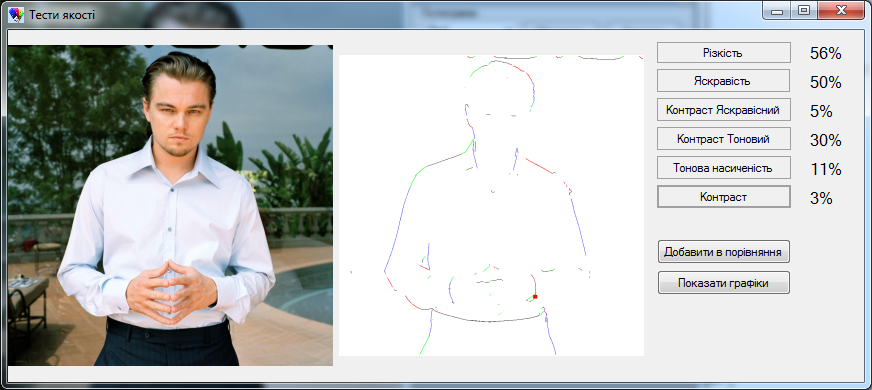 Тести якості
Різкість 56%
Яскравість 50%
Контраст Яскравісний 5%
Контраст Тоновий 30%
Тонова насиченість 11%
Контраст 3%
Добавити в порівняння
Показати графіки